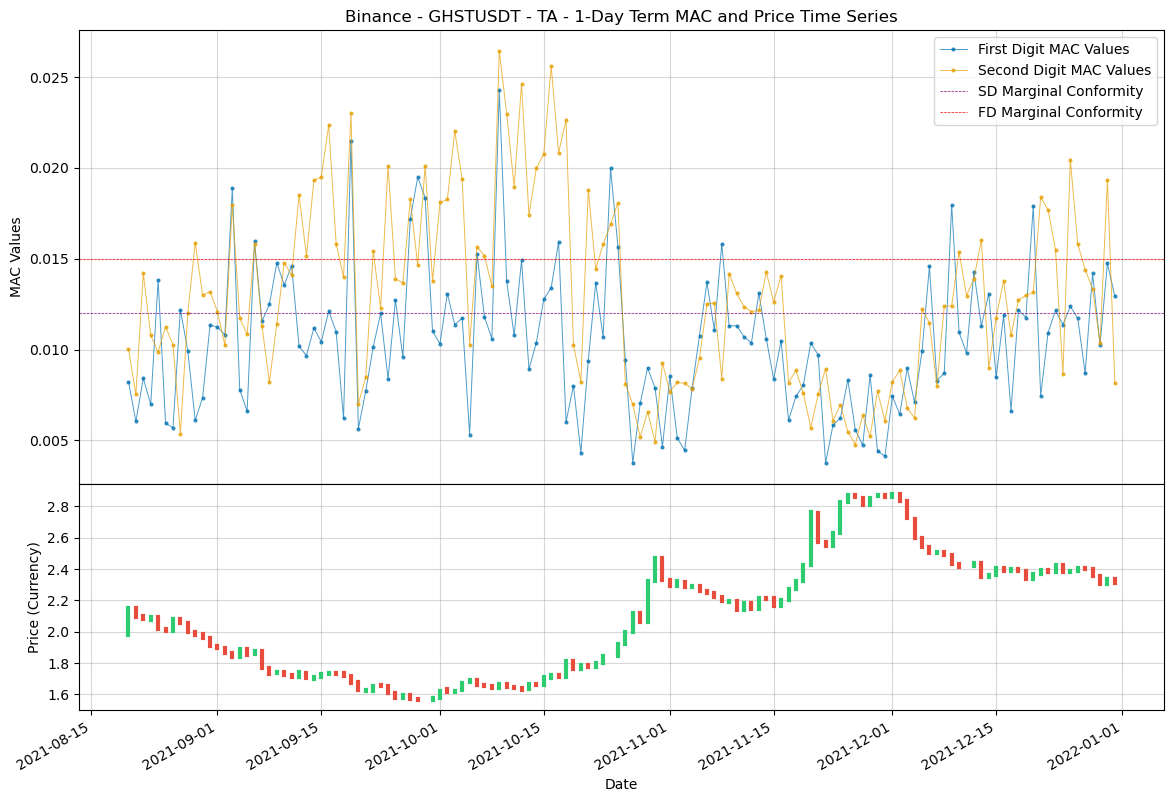 Binance - GHSTUSDT - TA - 1-Day Term MAC and Price Time Series
First Digit MAC Values
Second Digit MAC Values
SD Marginal Conformity
FD Marginal Conformity
MAC Values
0.025
0.020
0.015
0.010
0.005
Price (Currency)
2.8
2.6
2.4
2.2
2.0
1.8
1.6
2021-08-15
2021-09-01
2021-09-15
2021-10-01
2021-10-15
2021-11-01
2021-11-15
2021-12-01
2021-12-15
2022-01-01
Date